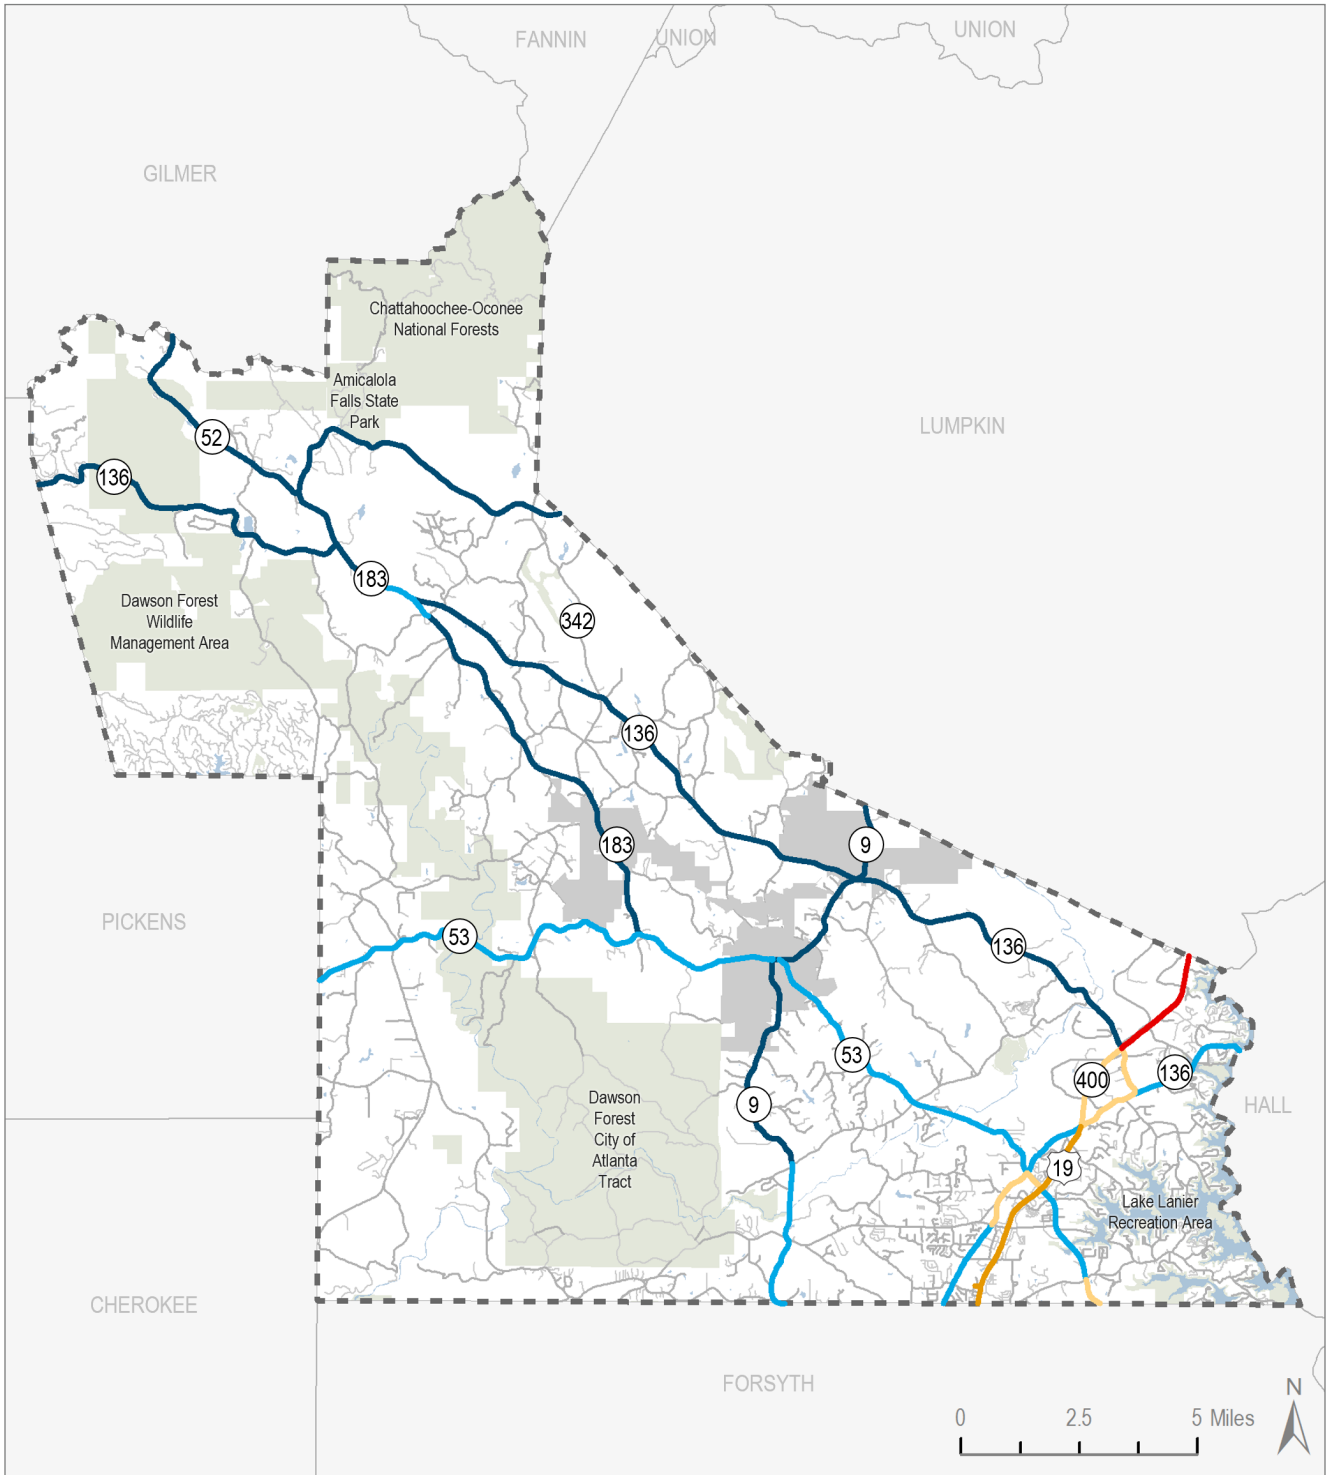 FANNIN
UNION
UNION
GILMER
Chattahoochee-Oconee
National Forests
Amicalola
Falls State
Park
LUMPKIN
52
136
183
Dawson Forest
Wildlife
Management Area
342
136
183
9
PICKENS
53
136
53
400
136
9
Dawson
Forest
City of
Atlanta
Tract
HALL
19
Lake Lanier
Recreation Area
CHEROKEE
FORSYTH
N
0 2.5 5 Miles